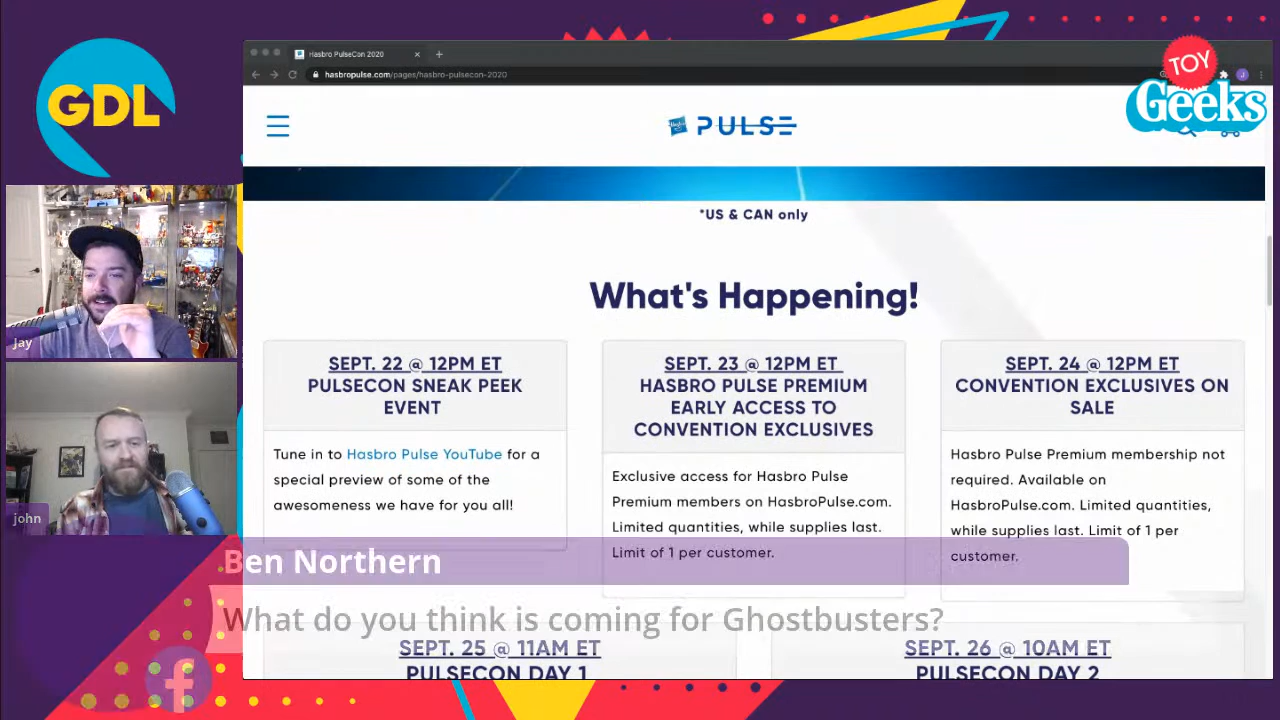 GDL
jay
john
Hasbro PulseCon 2020
hasbropulse.com/pages/hasbro-pulsecon-2020
TOY
Geeks
Hasbro
PULSE
*US & CAN only
What's Happening!
SEPT. 22 @ 12PM ET
PULSECON SNEAK PEEK
EVENT
Tune in to Hasbro Pulse YouTube for a
special preview of some of the
awesomeness we have for you all!
SEPT. 23 @ 12PM ET
HASBRO PULSE PREMIUM
EARLY ACCESS TO
CONVENTION EXCLUSIVES
Exclusive access for Hasbro Pulse
Premium members on HasbroPulse.com.
Limited quantities, while supplies last.
Limit of 1 per customer.
SEPT. 24 @ 12PM ET
CONVENTION EXCLUSIVES ON
SALE
Hasbro Pulse Premium membership not
required. Available on
HasbroPulse.com. Limited quantities,
while supplies last. Limit of 1 per
customer.
Ben Northern
What do you think is coming for Ghostbusters?
SEPT. 25 @ 11AM ET
PULSECON DAY 1
SEPT. 26 @ 10AM ET
PULSECON DAY 2